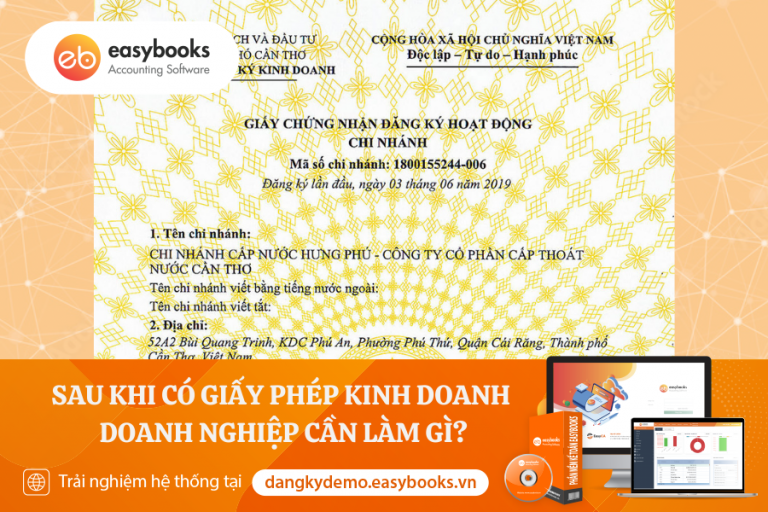 easybooks
Accounting Software
CH VÀ ĐẦU TƯ
CỘNG HÒA XÃ HỘI CHỦ NGHĨA VIỆT NAM
HỐ CẦN THƠ
Độc lập – Tự do – Hạnh phúc
KÝ KINH DOANH
GIẤY CHỨNG NHẬN ĐĂNG KÝ HOẠT ĐỘNG
CHI NHÁNH
Mã số chi nhánh: 1800155244-006
Đăng ký lần đầu, ngày 03 tháng 06 năm 2019
1. Tên chi nhánh:
CHI NHÁNH CẤP NƯỚC HƯNG PHÚ - CÔNG TY CỔ PHẦN CẤP THOÁT
NƯỚC CẦN THƠ
Tên chi nhánh viết bằng tiếng nước ngoài:
Tên chi nhánh viết tắt:
2. Địa chỉ:
52A2 Bùi Quang Trinh, KDC Phú An, Phường Phú Thứ, Quận Cái Răng, Thành phố
Cần Thơ, Việt Nam
SAU KHI CÓ GIẤY PHÉP KINH DOANH
DOANH NGHIỆP CẦN LÀM GÌ?
Trải nghiệm hệ thống tại
dangkydemo.easybooks.vn
easybooks
PHẦN MỀM KẾ TOÁN EASYBOOKS